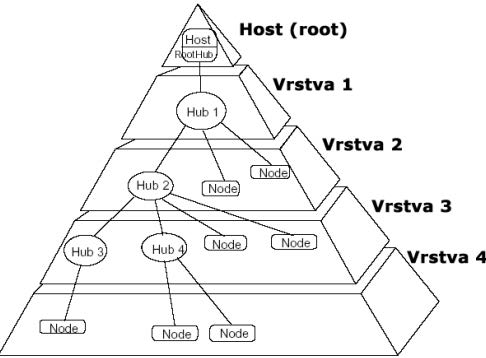 Host (root)
Host
RootHub
Vrstva 1
Hub 1
Vrstva 2
Node
Node
Hub 2
Vrstva 3
Node
Node
Hub 3
Hub 4
Vrstva 4
Node
Node
Node